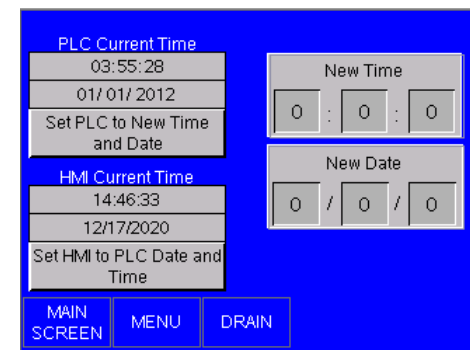 PLC Current Time
03:55:28
01/ 01/ 2012
Set PLC to New Time
and Date
HMI Current Time
14:46:33
12/17/2020
Set HMI to PLC Date and
Time
New Time
0 : 0 : 0
New Date
0 / 0 / 0
MAIN
SCREEN
MENU
DRAIN